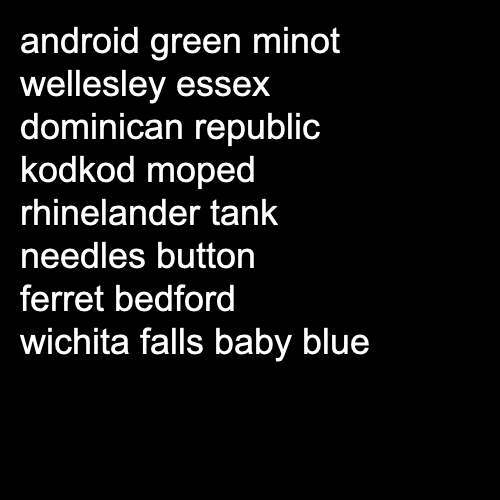 android green minot
wellesley essex
dominican republic
kodkod moped
rhinelander tank
needles button
ferret bedford
wichita falls baby blue